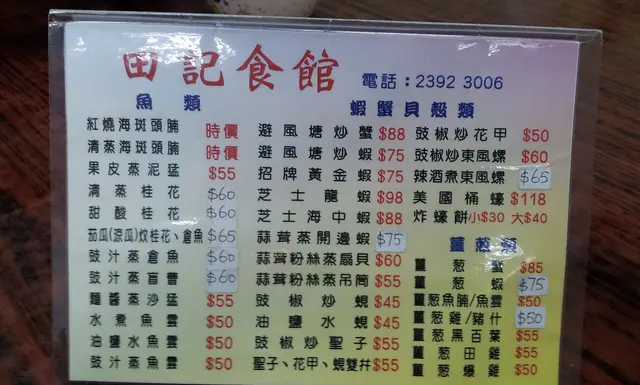 田記食館
電話:2392 3006
魚類
紅燒海斑頭腩 時價
清蒸海斑頭腩 時價
果皮蒸泥猛 $55
清蒸桂花 $60
甜酸桂花 $60
茄瓜(涼瓜)炆桂花、倉魚 $65
豉汁蒸倉魚 $60
豉汁蒸盲曹 $60
麵醬蒸沙猛 $55
水煮魚雲 $50
油鹽水魚雲 $50
豉汁蒸魚雲 $50
蝦蟹貝殼類
避風塘炒蟹 $88
避風塘炒蝦 $75
招牌黃金蝦 $75
芝士龍蝦 $98
芝士海中蝦 $88
蒜茸蒸開邊蝦 $75
蒜茸粉絲蒸扇貝 $60
蒜茸粉絲蒸吊筒 $55
豉椒炒蜆 $45
油鹽水蜆 $45
豉椒炒聖子 $55
聖子、花甲、蜆雙幷 $55
豉椒炒花甲 $50
豉椒炒東風螺 $60
辣酒煑東風螺 $65
美國桶蠔 $118
炸蠔餅 小$30 大$40
薑葱類
薑葱蟹 $85
薑葱蝦 $75
薑葱魚腩/魚雲 $50
薑葱雞/豬什 $50
薑葱黑百葉 $55
薑葱田雞 $55
薑葱爆雞 $50